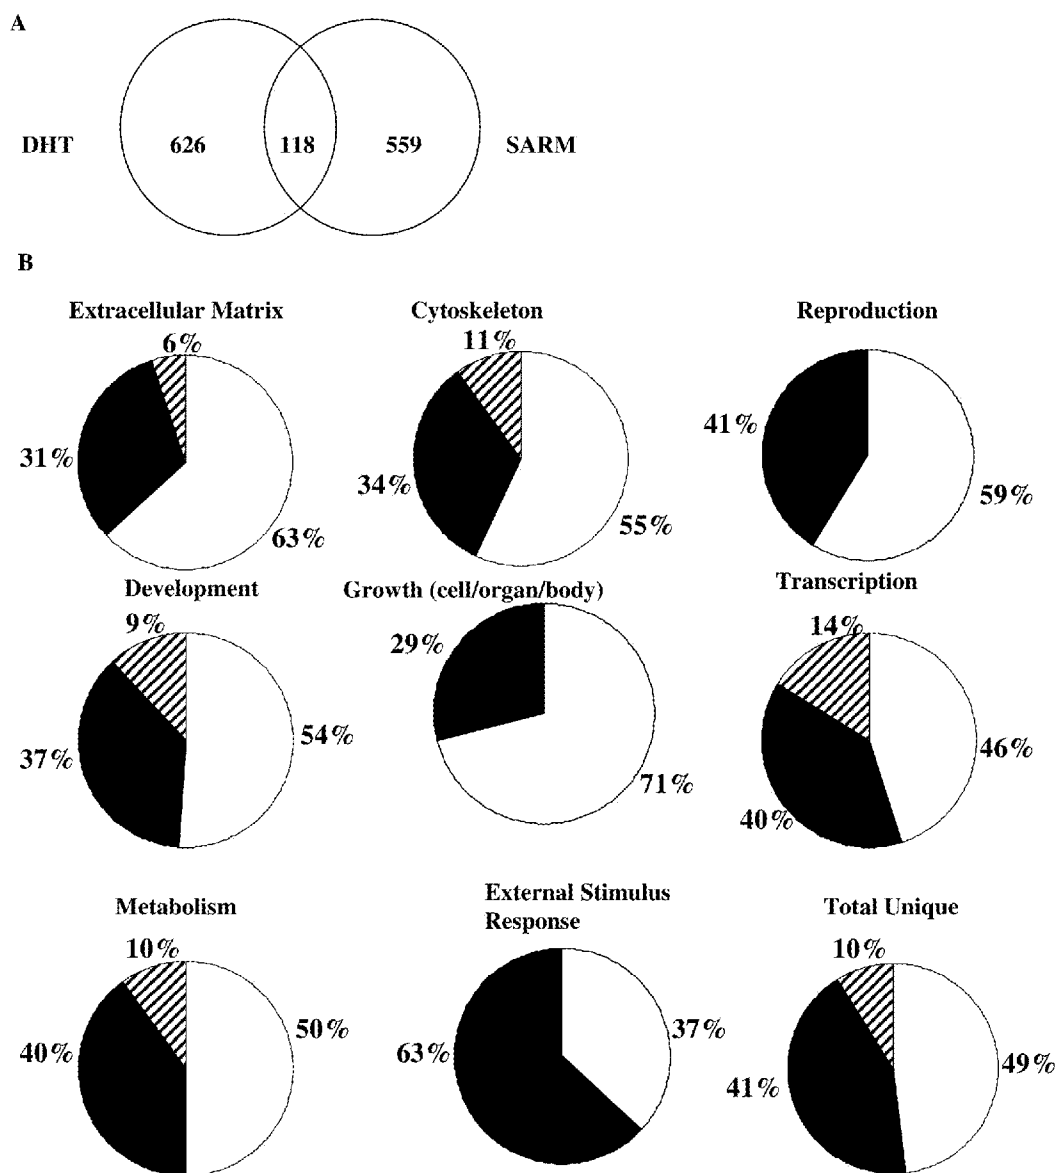 A
DHT 626 118 559 SARM
B
Extracellular Matrix
6%
31%
63%
Cytoskeleton
11%
34%
55%
Reproduction
41%
59%
Development
9%
37%
54%
Growth (cell/organ/body)
29%
71%
Transcription
14%
46%
40%
Metabolism
10%
40%
50%
External Stimulus
Response
37%
63%
Total Unique
10%
41%
49%